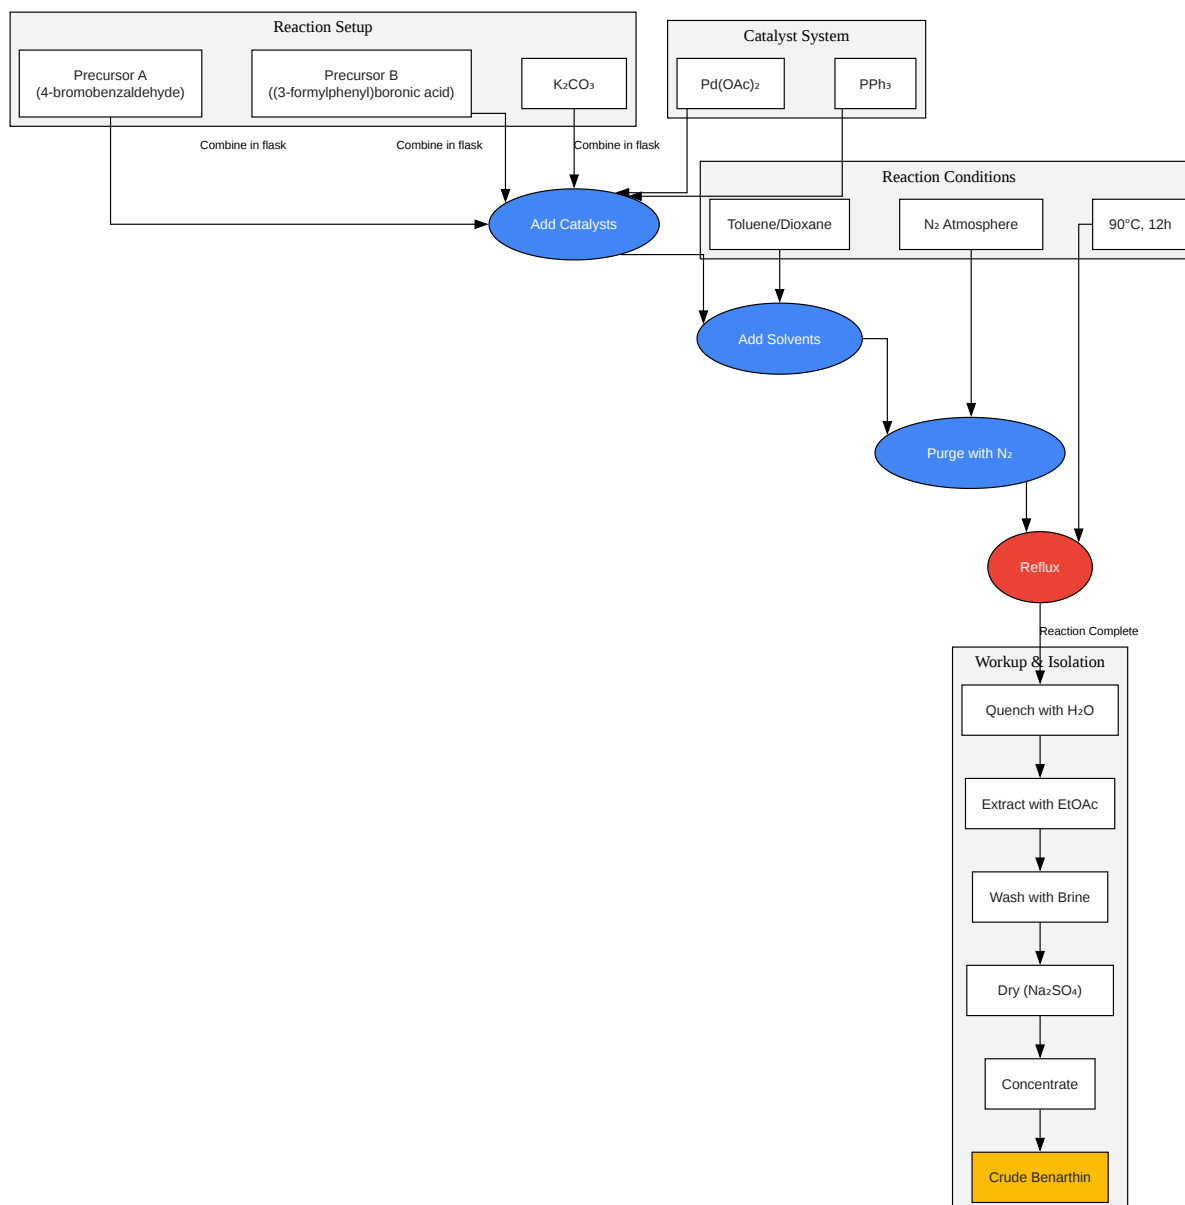 Reaction Setup
Catalyst System
Precursor A
(4-bromobenzaldehyde)
Precursor B
((3-formylphenyl)boronic acid)
K₂CO₃
Pd(OAc)₂
PPh₃
Combine in flask
Combine in flask
Combine in flask
Reaction Conditions
Add Catalysts
Toluene/Dioxane
N₂ Atmosphere
90°C, 12h
Add Solvents
Purge with N₂
Reflux
Reaction Complete
Workup & Isolation
Quench with H₂O
Extract with EtOAc
Wash with Brine
Dry (Na₂SO₄)
Concentrate
Crude Benarthin